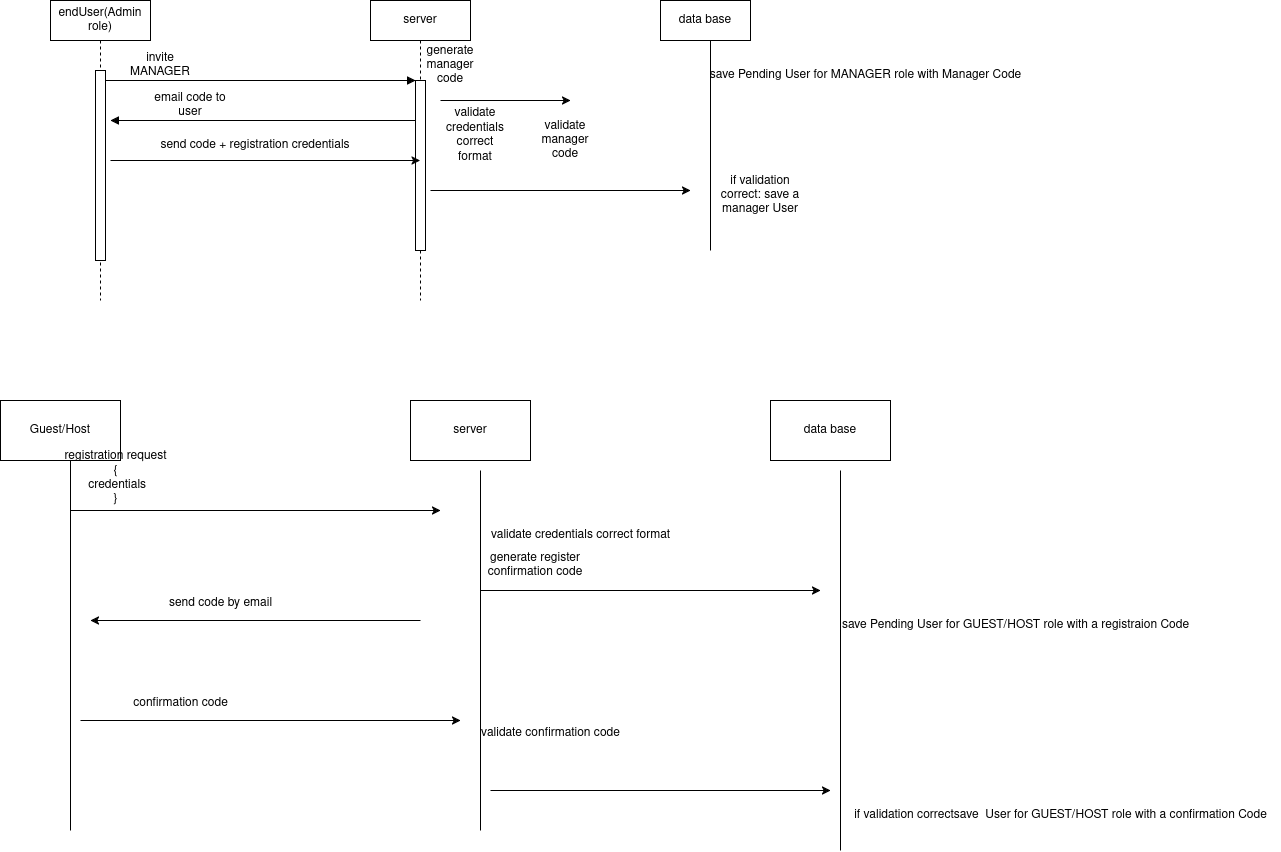 endUser(Admin
role)
server
data base
invite
MANAGER
generate
manager
code
save Pending User for MANAGER role with Manager Code
email code to
user
validate
credentials
correct
format
validate
manager
code
send code + registration credentials
if validation
correct: save a
manager User
Guest/Host
server
data base
registration request
{
credentials
}
validate credentials correct format
generate register
confirmation code
send code by email
save Pending User for GUEST/HOST role with a registraion Code
confirmation code
validate confirmation code
if validation correctsave  User for GUEST/HOST role with a confirmation Code